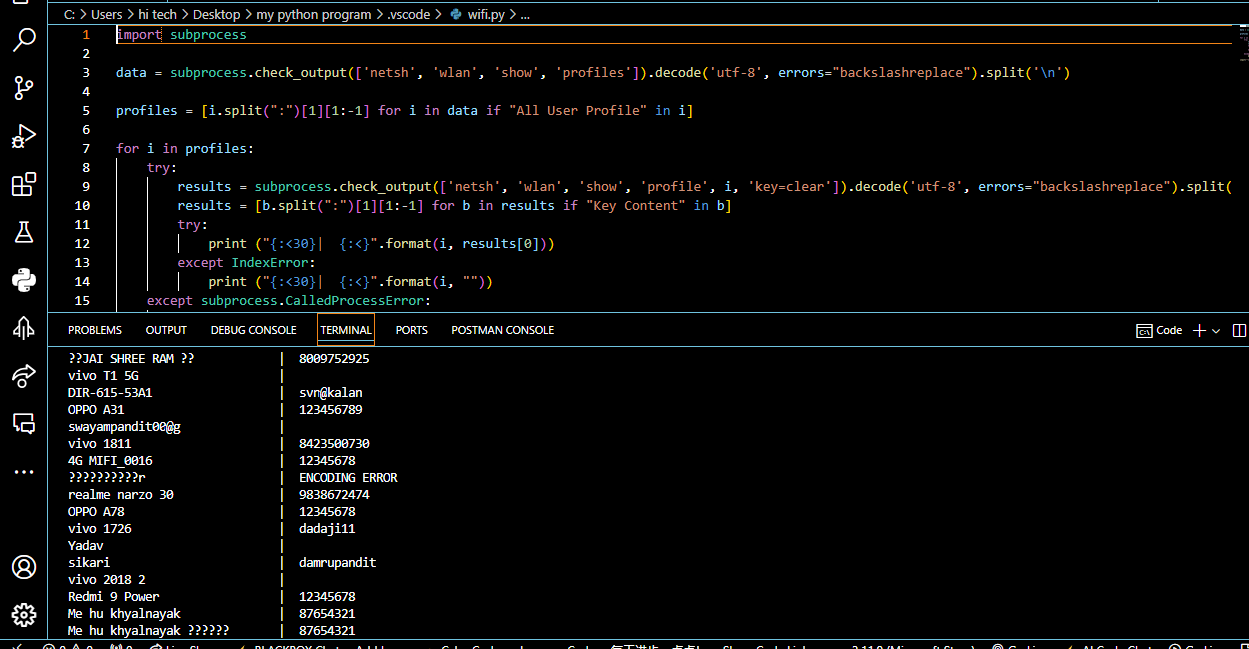 C: > Users > hi tech > Desktop > my python program > .vscode > wifi.py > ...
1 import subprocess
2
3 data = subprocess.check_output(['netsh', 'wlan', 'show', 'profiles']).decode('utf-8', errors="backslashreplace").split('\n')
4
5 profiles = [i.split(":")[1][1:-1] for i in data if "All User Profile" in i]
6
7 for i in profiles:
8 try:
9 results = subprocess.check_output(['netsh', 'wlan', 'show', 'profile', i, 'key=clear']).decode('utf-8', errors="backslashreplace").split(
10 results = [b.split(":")[1][1:-1] for b in results if "Key Content" in b]
11 try:
12 print ("{:<30}|  {:<}".format(i, results[0]))
13 except IndexError:
14 print ("{:<30}|  {:<}".format(i, ""))
15 except subprocess.CalledProcessError:
PROBLEMS OUTPUT DEBUG CONSOLE TERMINAL PORTS POSTMAN CONSOLE Code
??JAI SHREE RAM ?? | 8009752925
vivo T1 5G |
DIR-615-53A1 | svn@kalan
OPPO A31 | 123456789
swayampandit00@g |
vivo 1811 | 8423500730
4G MIFI_0016 | 12345678
??????????r | ENCODING ERROR
realme narzo 30 | 9838672474
OPPO A78 | 12345678
vivo 1726 | dadaji11
Yadav |
sikari | damrupandit
vivo 2018 2 |
Redmi 9 Power | 12345678
Me hu khyalnayak | 87654321
Me hu khyalnayak ?????? | 87654321